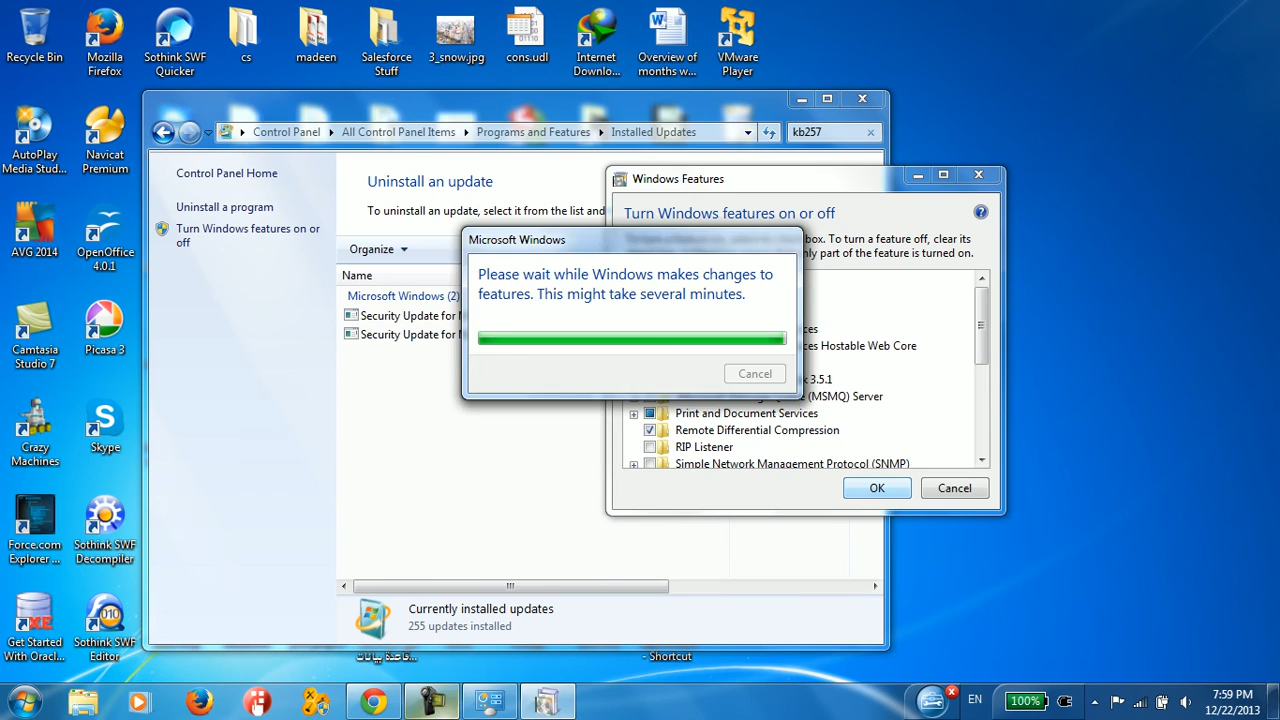 Recycle Bin
Mozilla
Firefox
Sothink SWF
Quicker
cs
madeen
Salesforce
Stuff
3_snow.jpg
cons.udl
Internet
Downlo...
Overview of
months w...
VMware
Player
AutoPlay
Media Stud...
Navicat
Premium
AVG 2014
OpenOffice
4.0.1
Camtasia
Studio 7
Picasa 3
Crazy
Machines
Skype
Force.com
Explorer ...
Sothink SWF
Decompiler
Get Started
With Oracl...
Sothink SWF
Editor
Control Panel
All Control Panel Items
Programs and Features
Installed Updates
kb257
Control Panel Home
Uninstall a program
Turn Windows features on or
off
Uninstall an update
To uninstall an update, select it from the list and
Organize
Name
Microsoft Windows (2)
Security Update for
Security Update for
Currently installed updates
255 updates installed
Windows Features
Turn Windows features on or off
box. To turn a feature off, clear its
only part of the feature is turned on.
Hostable Web Core
3.5.1
(MSMQ) Server
Print and Document Services
Remote Differential Compression
RIP Listener
Simple Network Management Protocol (SNMP)
OK
Cancel
Microsoft Windows
Please wait while Windows makes changes to
features. This might take several minutes.
Cancel
- Shortcut
EN
100%
7:59 PM
12/22/2013